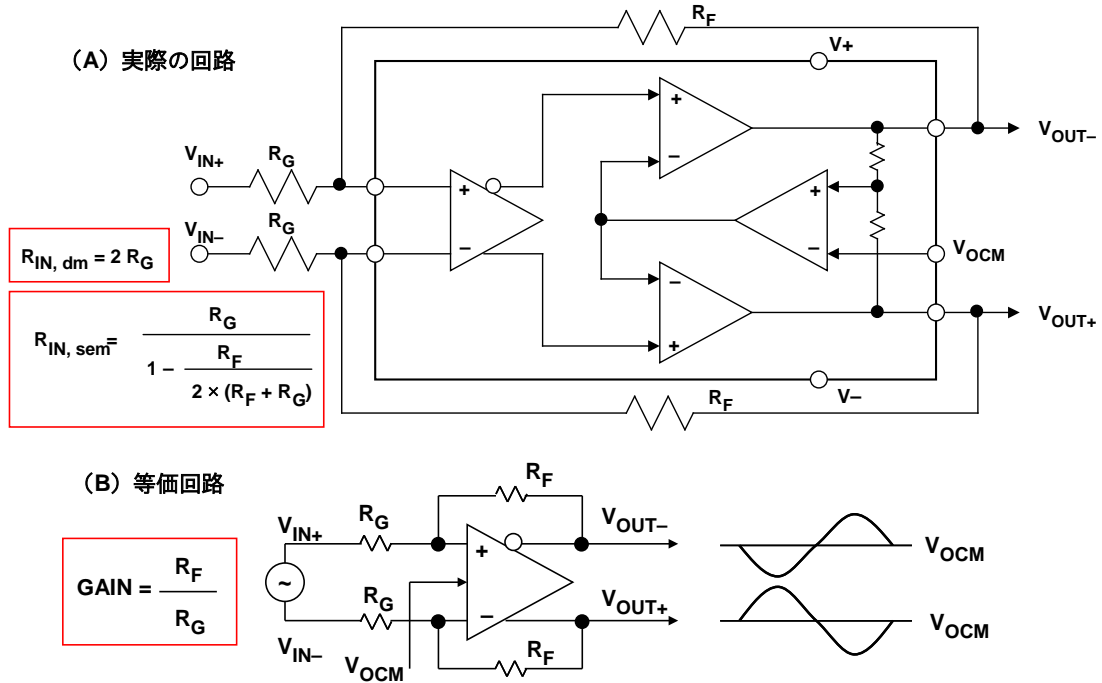 (A) 実際の回路
R_F
V+
V_IN+
R_G
+
−
V_OUT−
V_IN−
R_G
+
−
+
−
V_OCM
−
+
V_OUT+
V−
R_F
R_IN, dm = 2 R_G
R_IN, sem=
R_G
1 −
R_F
2 × (R_F + R_G)
(B) 等価回路
GAIN =
R_F
R_G
V_IN+
R_G
R_F
V_OUT−
+
~
−
R_G
V_OUT+
V_IN−
V_OCM
R_F
V_OCM
V_OCM